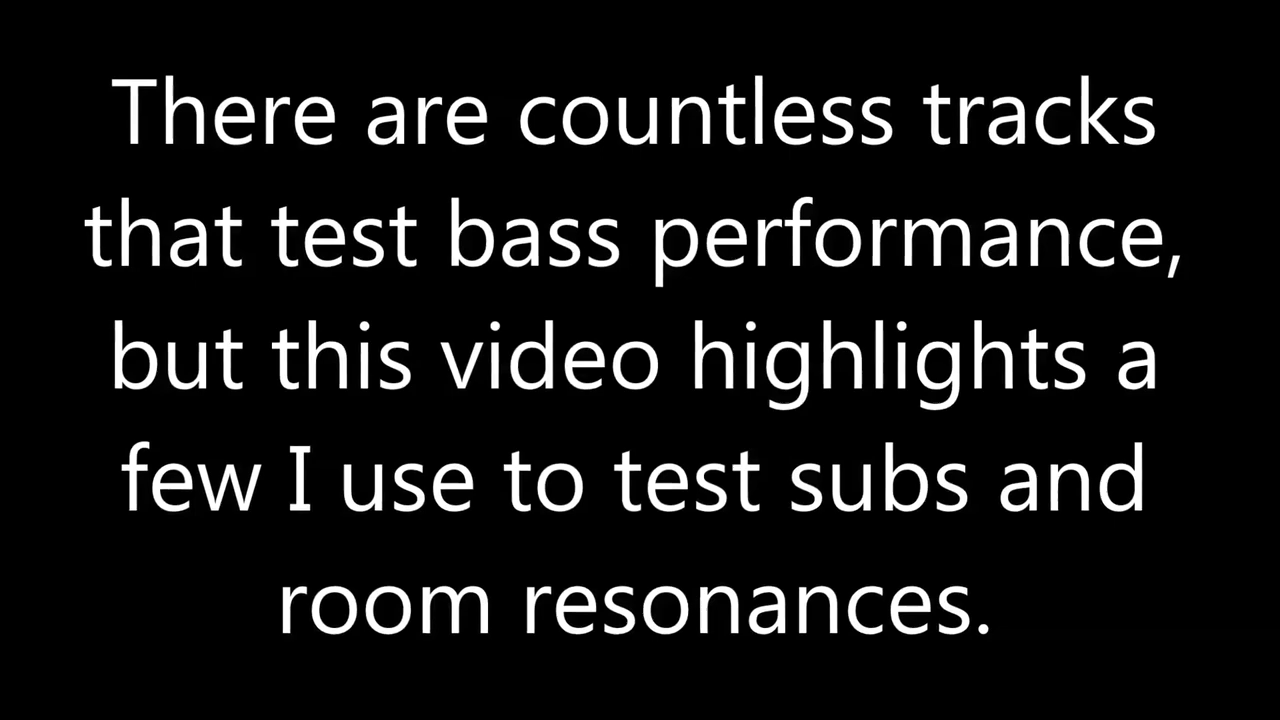 There are countless tracks
that test bass performance,
but this video highlights a
few I use to test subs and
room resonances.